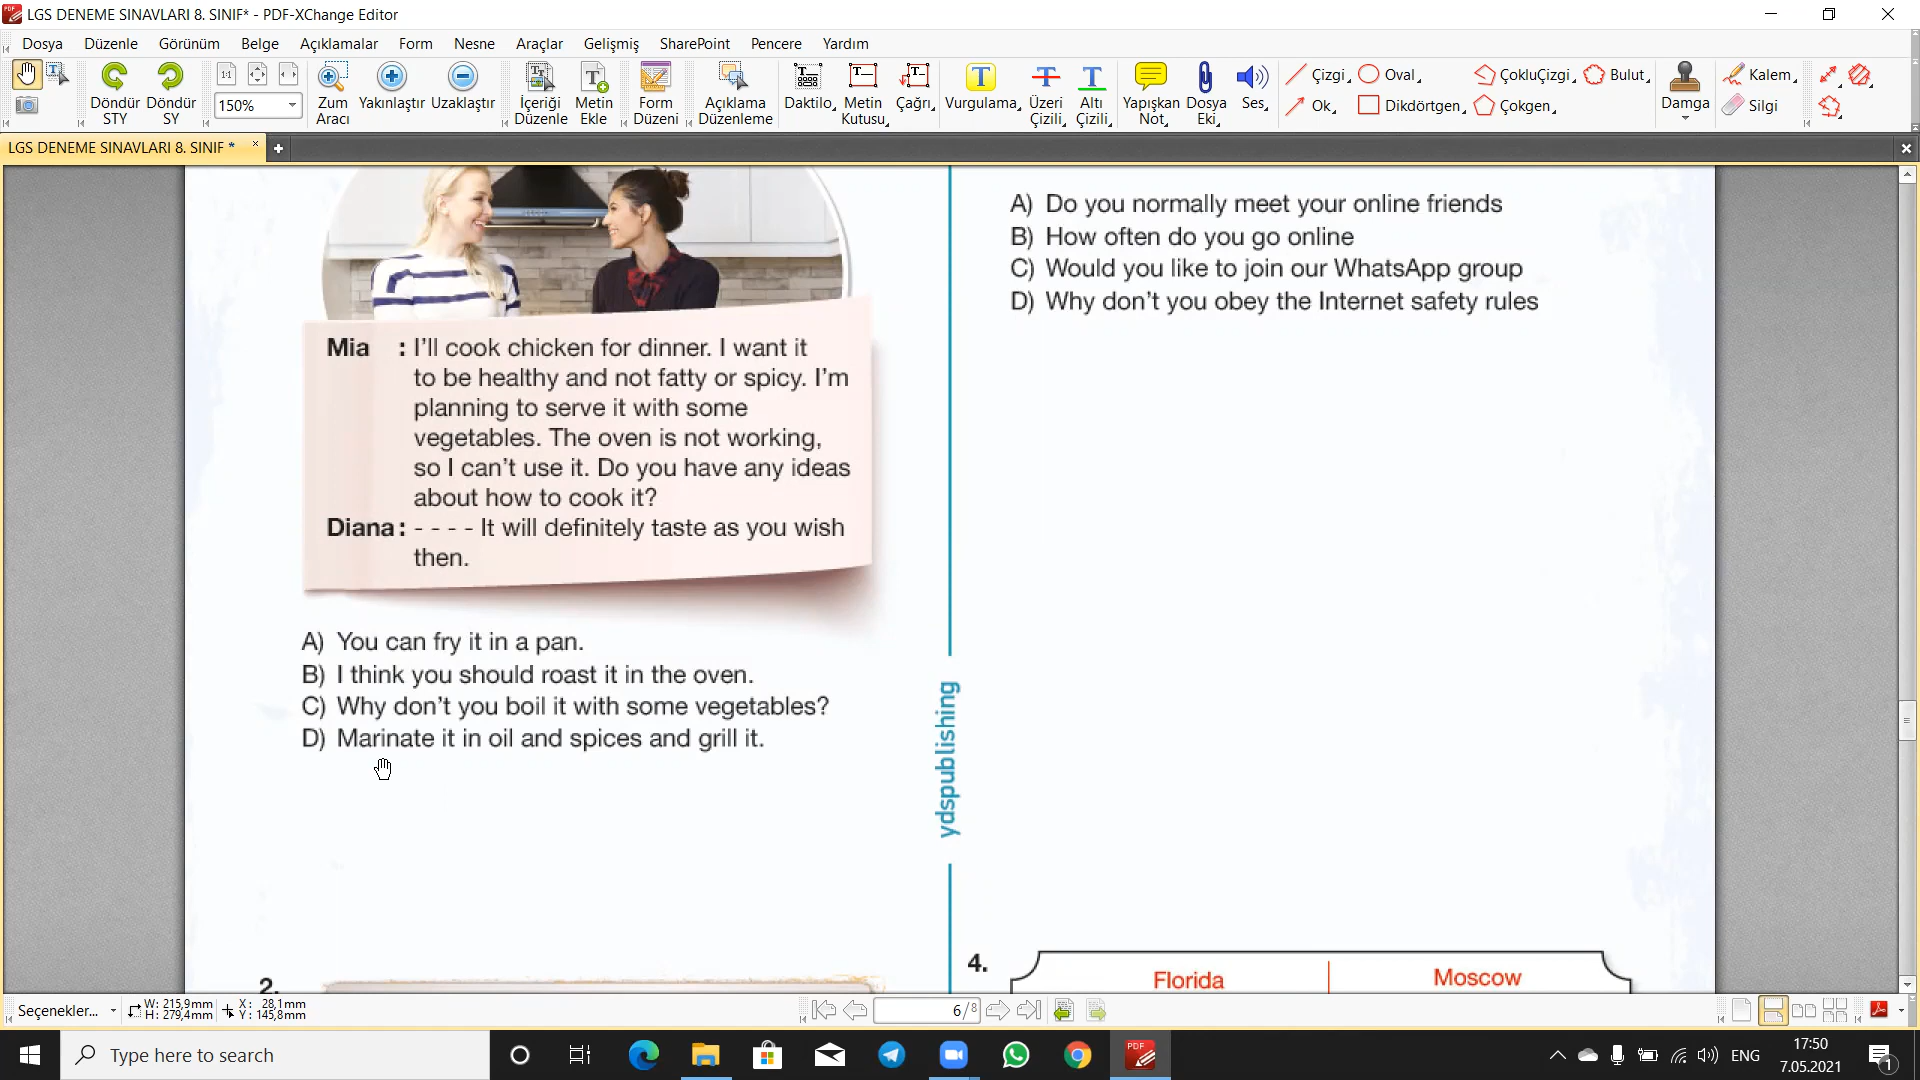 LGS DENEME SINAVLARI 8. SINIF* - PDF-XChange Editor
Dosya Düzenle Görünüm Belge Açıklamalar Form Nesne Araçlar Gelişmiş SharePoint Pencere Yardım
Döndür STY
Döndür SY
1:1
150%
Zum Aracı
Yakınlaştır
Uzaklaştır
İçeriği Düzenle
Metin Ekle
Form Düzeni
Açıklama Düzenleme
Daktilo
Metin Kutusu
Çağrı
Vurgulama
Üzeri Çizili
Altı Çizili
Yapışkan Not
Dosya Eki
Ses
Çizgi
Ok
Oval
Dikdörtgen
ÇokluÇizgi
Çokgen
Bulut
Damga
Kalem
Silgi
LGS DENEME SINAVLARI 8. SINIF *
Mia : I'll cook chicken for dinner. I want it
to be healthy and not fatty or spicy. I'm
planning to serve it with some
vegetables. The oven is not working,
so I can't use it. Do you have any ideas
about how to cook it?
Diana : - - - - It will definitely taste as you wish
then.
A) You can fry it in a pan.
B) I think you should roast it in the oven.
C) Why don't you boil it with some vegetables?
D) Marinate it in oil and spices and grill it.
2.
ydspublishing
A) Do you normally meet your online friends
B) How often do you go online
C) Would you like to join our WhatsApp group
D) Why don't you obey the Internet safety rules
4.
Florida Moscow
Seçenekler...
W: 215,9mm
H: 279,4mm
X: 28,1mm
Y: 145,8mm
6/8
Type here to search
PDF
ENG
17:50
7.05.2021
1